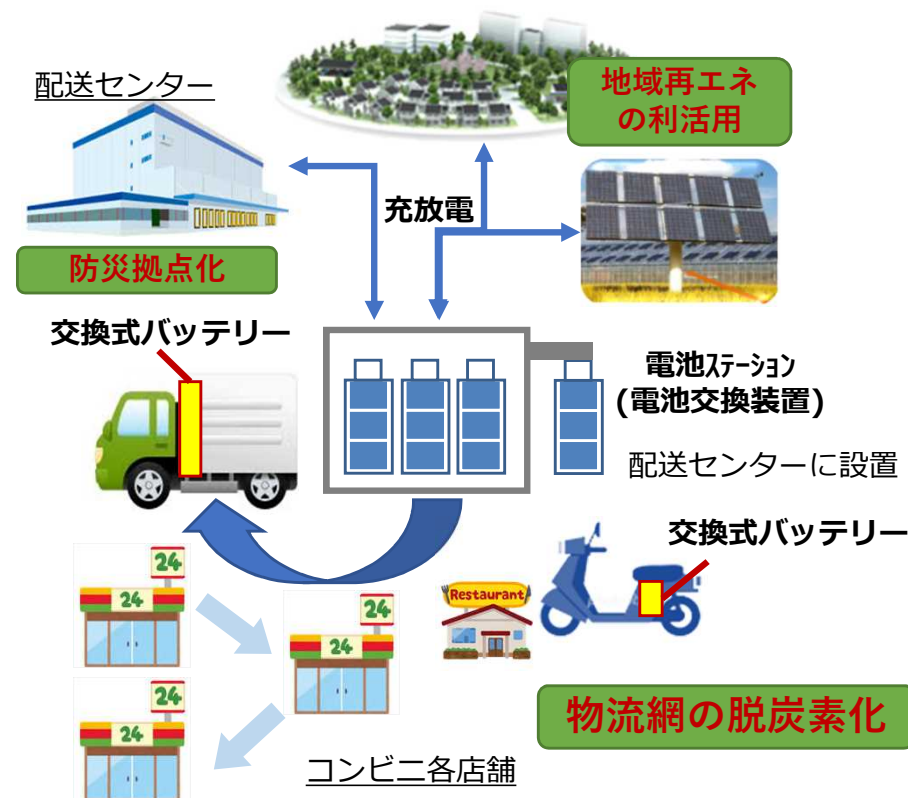 配送センター
地域再エネ
の利活用
充放電
防災拠点化
交換式バッテリー
電池ｽﾃｰｼｮﾝ
(電池交換装置)
配送センターに設置
交換式バッテリー
Restaurant
24
24
24
24
24
24
物流網の脱炭素化
コンビニ各店舗